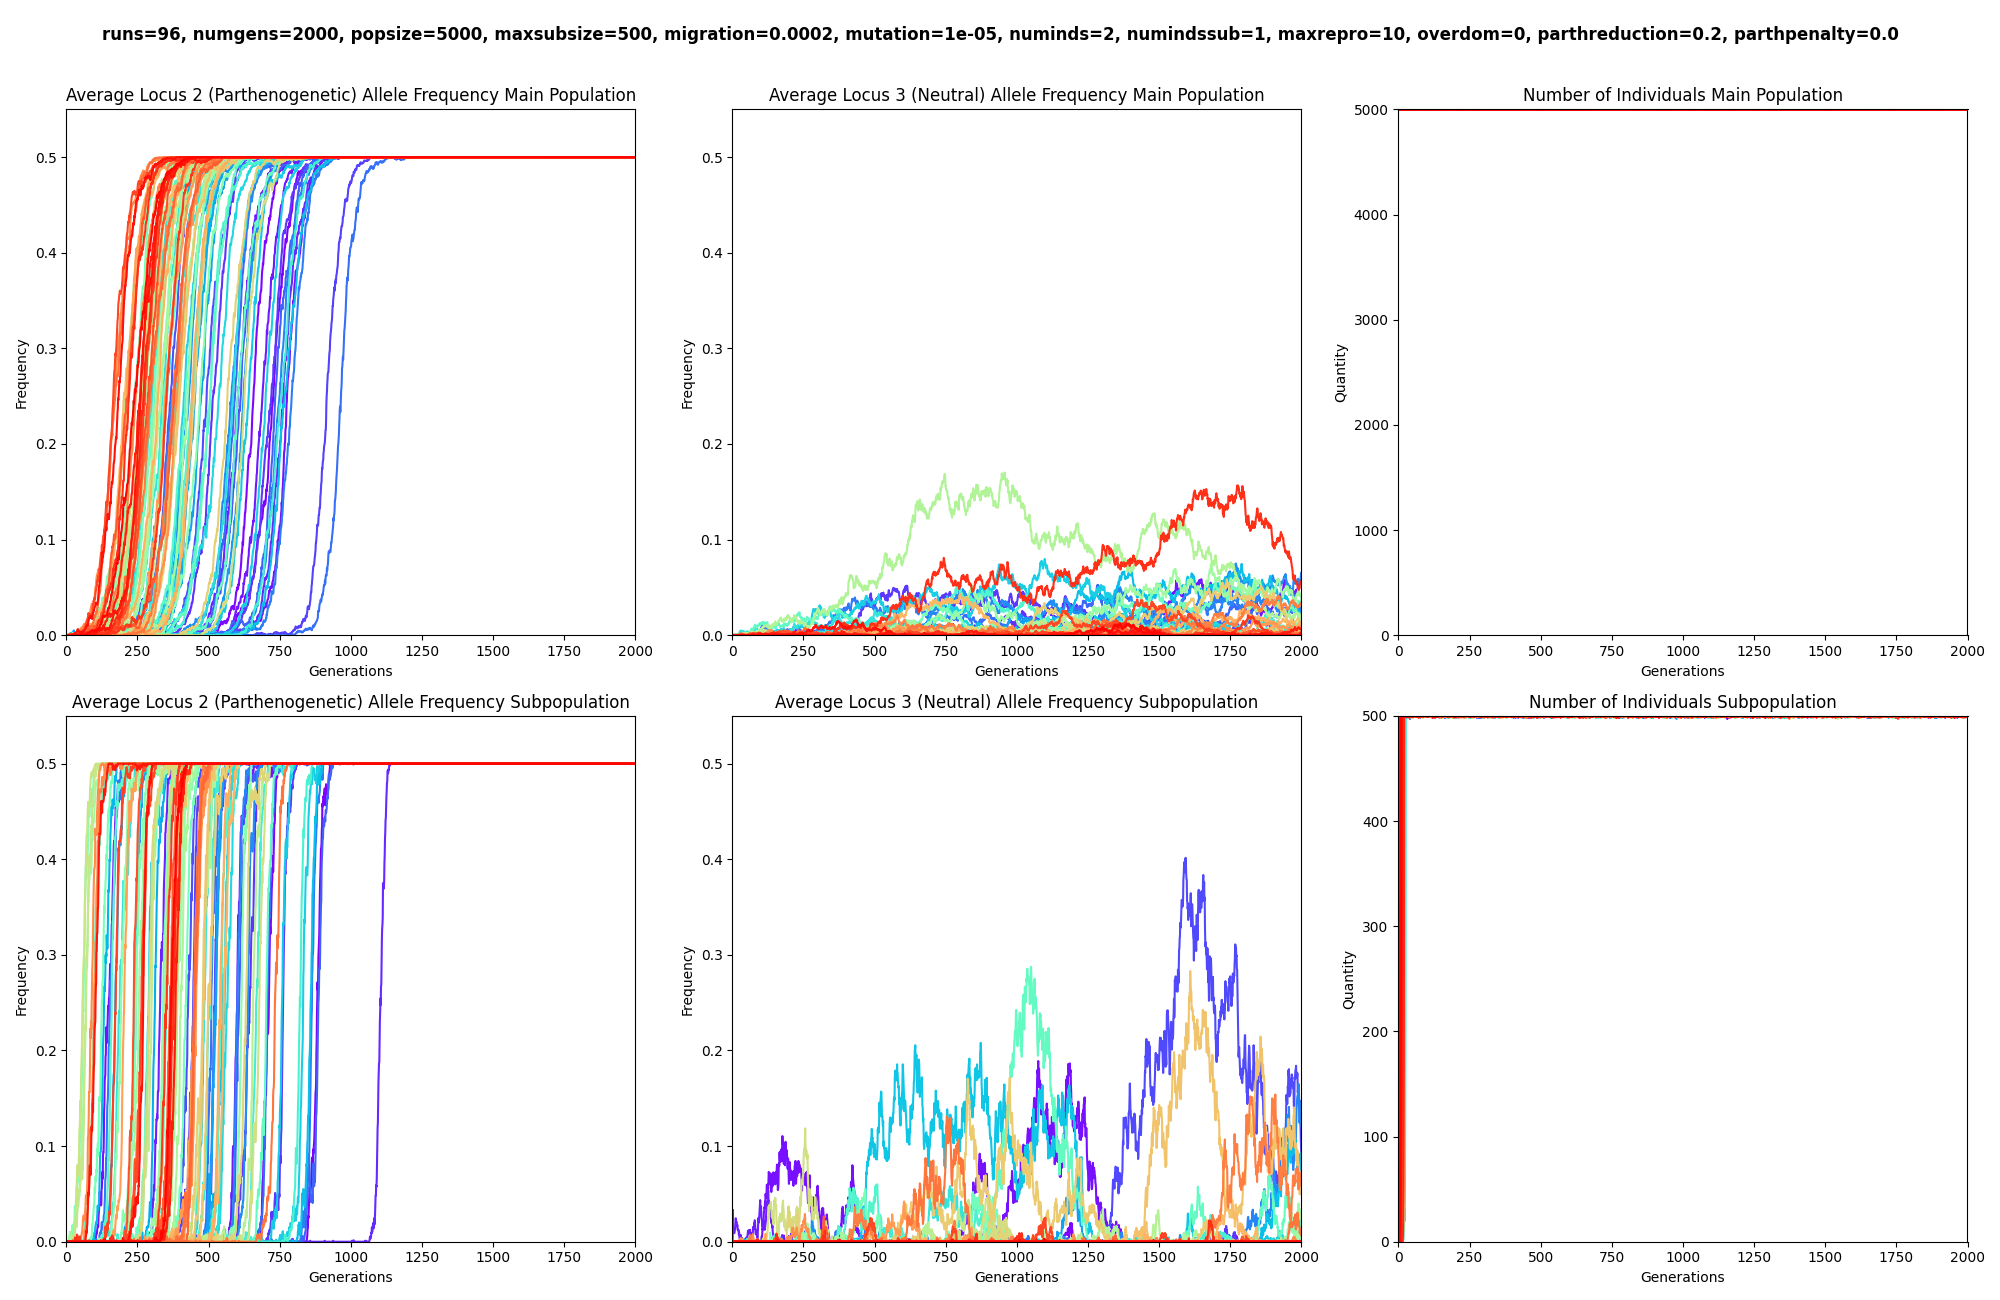 runs=96, numgens=2000, popsize=5000, maxsubsize=500, migration=0.0002, mutation=1e-05, numinds=2, numindssub=1, maxrepro=10, overdom=0, parthreduction=0.2, parthpenalty=0.0
Average Locus 2 (Parthenogenetic) Allele Frequency Main Population
Frequency
0.5
0.4
0.3
0.2
0.1
0.0
0 250 500 750 1000 1250 1500 1750 2000
Generations
Average Locus 3 (Neutral) Allele Frequency Main Population
Frequency
0.5
0.4
0.3
0.2
0.1
0.0
0 250 500 750 1000 1250 1500 1750 2000
Generations
Number of Individuals Main Population
Quantity
5000
4000
3000
2000
1000
0
0 250 500 750 1000 1250 1500 1750 2000
Generations
Average Locus 2 (Parthenogenetic) Allele Frequency Subpopulation
Frequency
0.5
0.4
0.3
0.2
0.1
0.0
0 250 500 750 1000 1250 1500 1750 2000
Generations
Average Locus 3 (Neutral) Allele Frequency Subpopulation
Frequency
0.5
0.4
0.3
0.2
0.1
0.0
0 250 500 750 1000 1250 1500 1750 2000
Generations
Number of Individuals Subpopulation
Quantity
500
400
300
200
100
0
0 250 500 750 1000 1250 1500 1750 2000
Generations